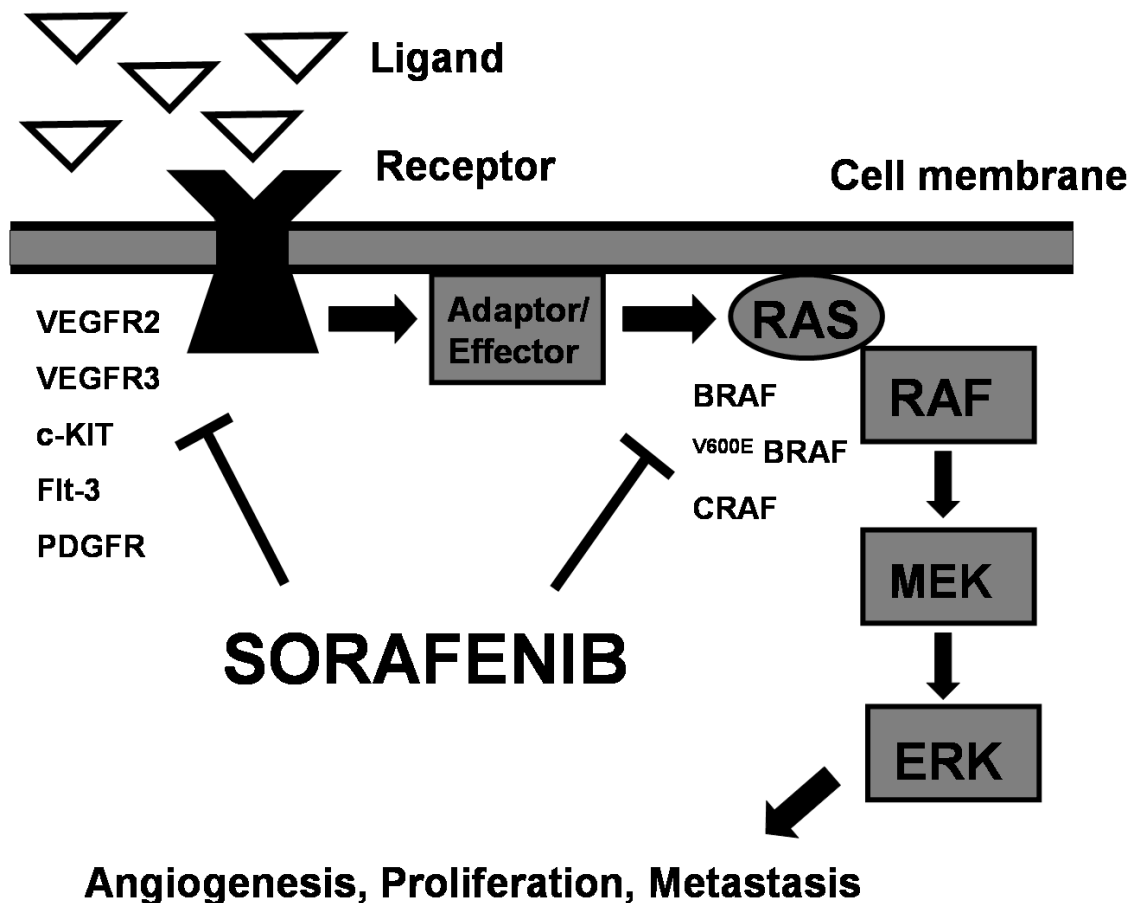 Ligand
Receptor
Cell membrane
Adaptor/
Effector
RAS
RAF
VEGFR2
VEGFR3
c-KIT
Flt-3
PDGFR
BRAF
V600E BRAF
CRAF
MEK
SORAFENIB
ERK
Angiogenesis, Proliferation, Metastasis